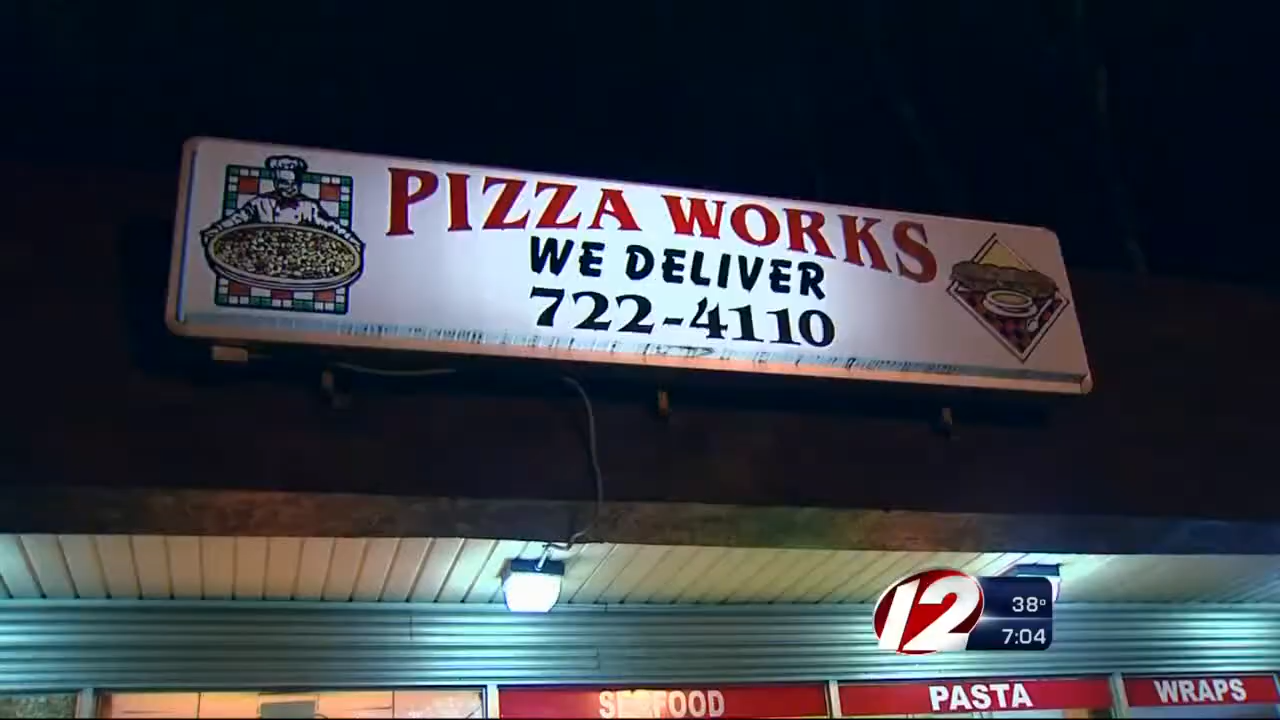 PIZZA WORKS
WE DELIVER
722-4110
12
38°
7:04
SEAFOOD
PASTA
WRAPS